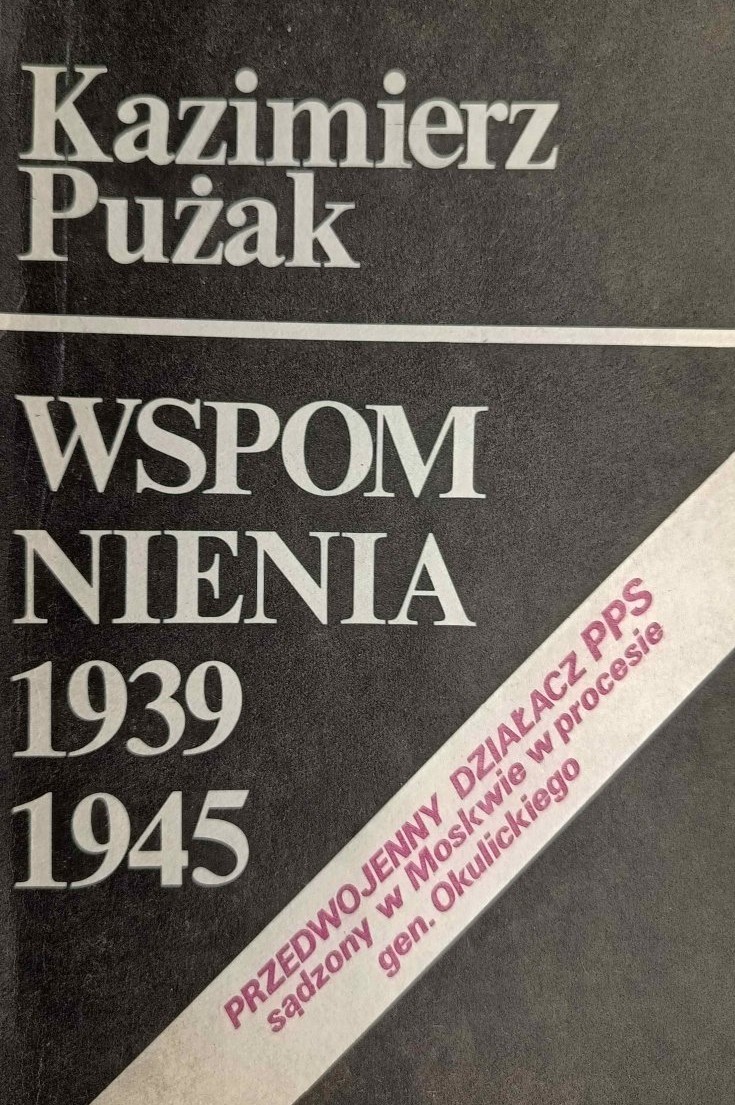 Kazimierz
Pużak
WSPOM
NIENIA
1939
1945
PRZEDWOJENNY DZIAŁACZ PPS
sądzony w Moskwie w procesie
gen. Okulickiego